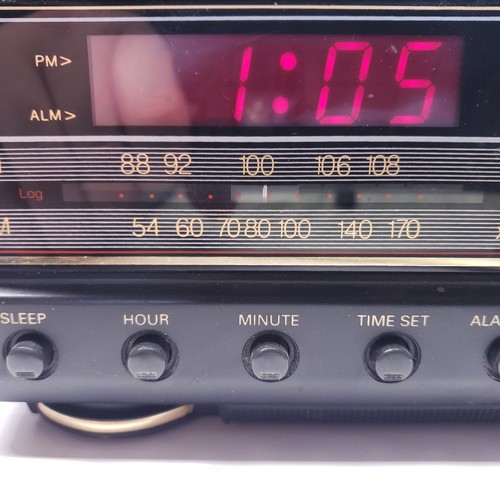 PM>
1:05
ALM>
88 92 100 106 108
Log
54 60 70 80 100 140 170
SLEEP HOUR MINUTE TIME SET